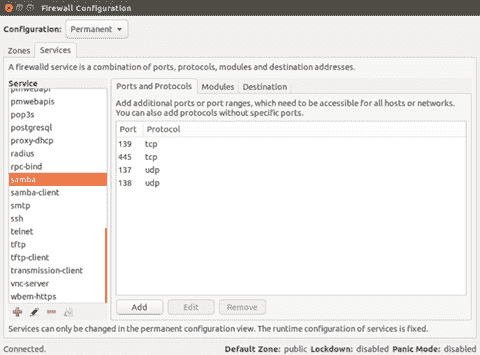 Firewall Configuration
Configuration: Permanent
Zones Services
A firewalld service is a combination of ports, protocols, modules and destination addresses.
Service
pmwebapis
pop3s
postgresql
proxy-dhcp
radius
rpc-bind
samba
samba-client
smtp
ssh
telnet
tftp
tftp-client
transmission-client
vnc-server
wbem-https
Ports and Protocols Modules Destination
Add additional ports or port ranges, which need to be accessible for all hosts or networks.
You can also add protocols without specific ports.
Port Protocol
139 tcp
445 tcp
137 udp
138 udp
Add Edit Remove
Services can only be changed in the permanent configuration view. The runtime configuration of services is fixed.
Connected. Default Zone: public Lockdown: disabled Panic Mode: disabled